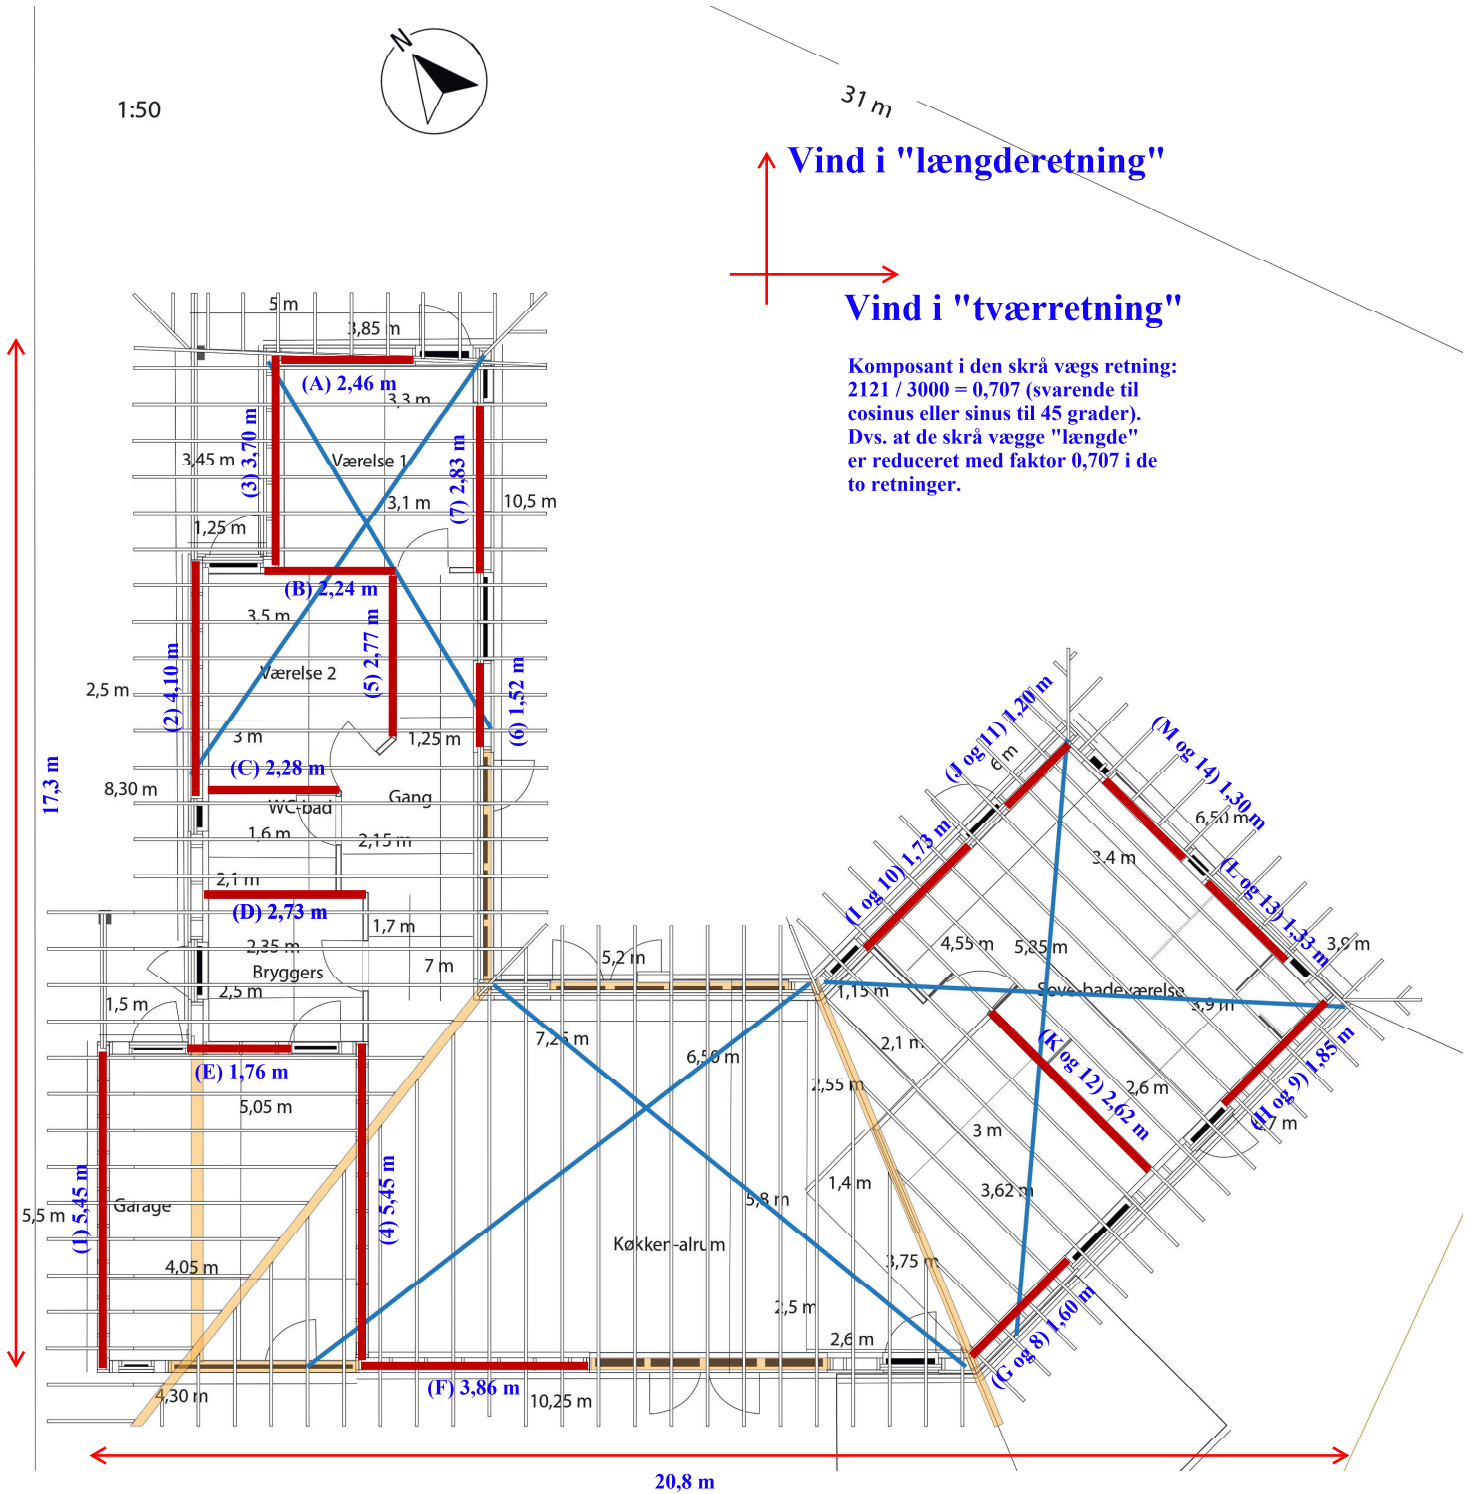 N
1:50
31 m
Vind i "længderetning"
Vind i "tværretning"
Komposant i den skrå vægs retning:
2121 / 3000 = 0,707 (svarende til
cosinus eller sinus til 45 grader).
Dvs. at de skrå vægge "længde"
er reduceret med faktor 0,707 i de
to retninger.
5 m
3,85 m
(A) 2,46 m
3,3 m
3,45 m
(3) 3,70 m
Værelse 1
(7) 2,83 m
3,1 m
10,5 m
1,25 m
(B) 2,24 m
3,5 m
(5) 2,77 m
Værelse 2
(2) 4,10 m
2,5 m
(6) 1,52 m
3 m
1,25 m
(C) 2,28 m
17,3 m
8,30 m
WC-bad
Gang
1,6 m
2,15 m
2,1 m
(D) 2,73 m
1,7 m
2,35 m
7 m
Bryggers
2,5 m
1,5 m
5,2 m
(E) 1,76 m
5,05 m
7,25 m
6,50 m
(1) 5,45 m
5,5 m
Garage
(4) 5,45 m
4,05 m
Køkken-alrum
5,8 m
2,5 m
2,6 m
4,30 m
(F) 3,86 m
10,25 m
20,8 m
(J og 11) 1,20 m
6 m
(M og 14) 1,30 m
6,50 m
3,4 m
(I og 10) 1,73 m
(L og 13) 1,33 m
4,55 m
5,85 m
3,9 m
1,15 m
Sove-badeværelse
3,9 m
2,1 m
(K og 12) 2,62 m
(H og 9) 1,85 m
2,55 m
2,6 m
3 m
1,4 m
3,62 m
3,75 m
(G og 8) 1,60 m